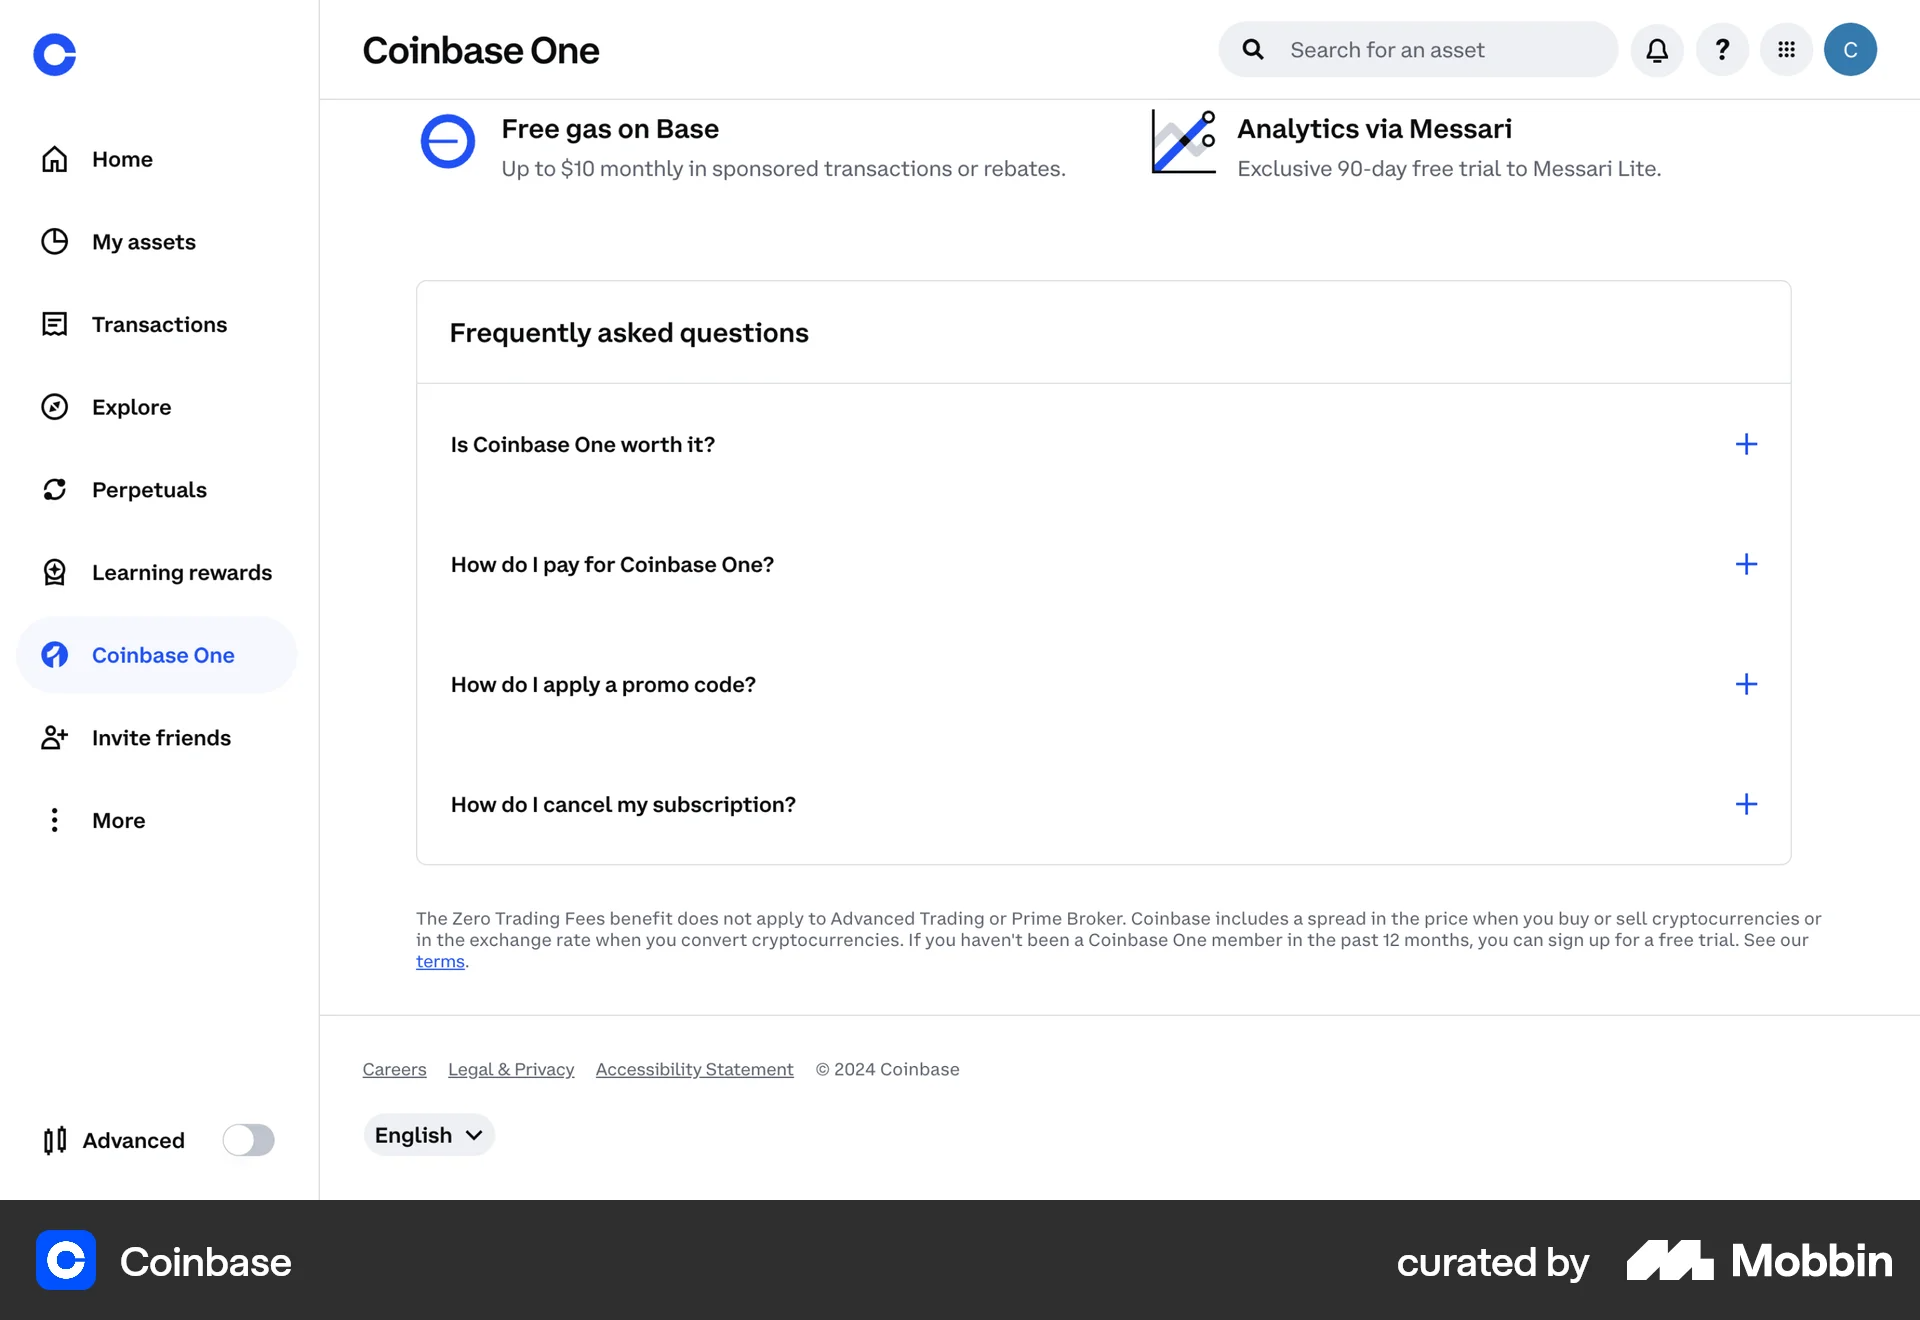 Coinbase One
Search for an asset
?
C
Home
My assets
Transactions
Explore
Perpetuals
Learning rewards
Coinbase One
Invite friends
More
Advanced
Free gas on Base
Up to $10 monthly in sponsored transactions or rebates.
Analytics via Messari
Exclusive 90-day free trial to Messari Lite.
Frequently asked questions
Is Coinbase One worth it?
How do I pay for Coinbase One?
How do I apply a promo code?
How do I cancel my subscription?
The Zero Trading Fees benefit does not apply to Advanced Trading or Prime Broker. Coinbase includes a spread in the price when you buy or sell cryptocurrencies or
in the exchange rate when you convert cryptocurrencies. If you haven't been a Coinbase One member in the past 12 months, you can sign up for a free trial. See our
terms.
Careers Legal & Privacy Accessibility Statement © 2024 Coinbase
English
Coinbase
curated by Mobbin